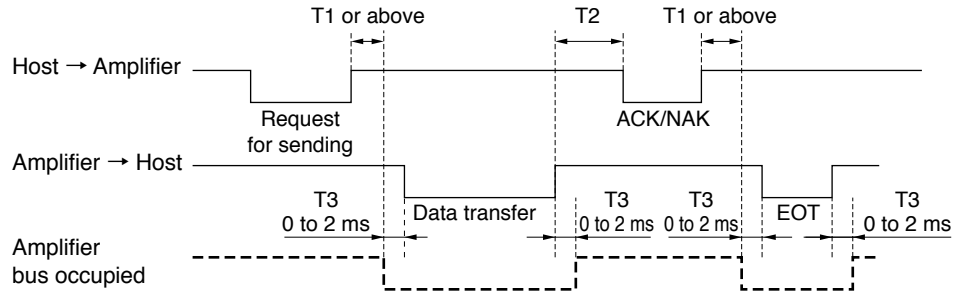 T1 or above
T2
T1 or above
Host → Amplifier
Request
for sending
ACK/NAK
Amplifier → Host
Data transfer
EOT
T3
0 to 2 ms
T3
0 to 2 ms
T3
0 to 2 ms
T3
0 to 2 ms
Amplifier
bus occupied